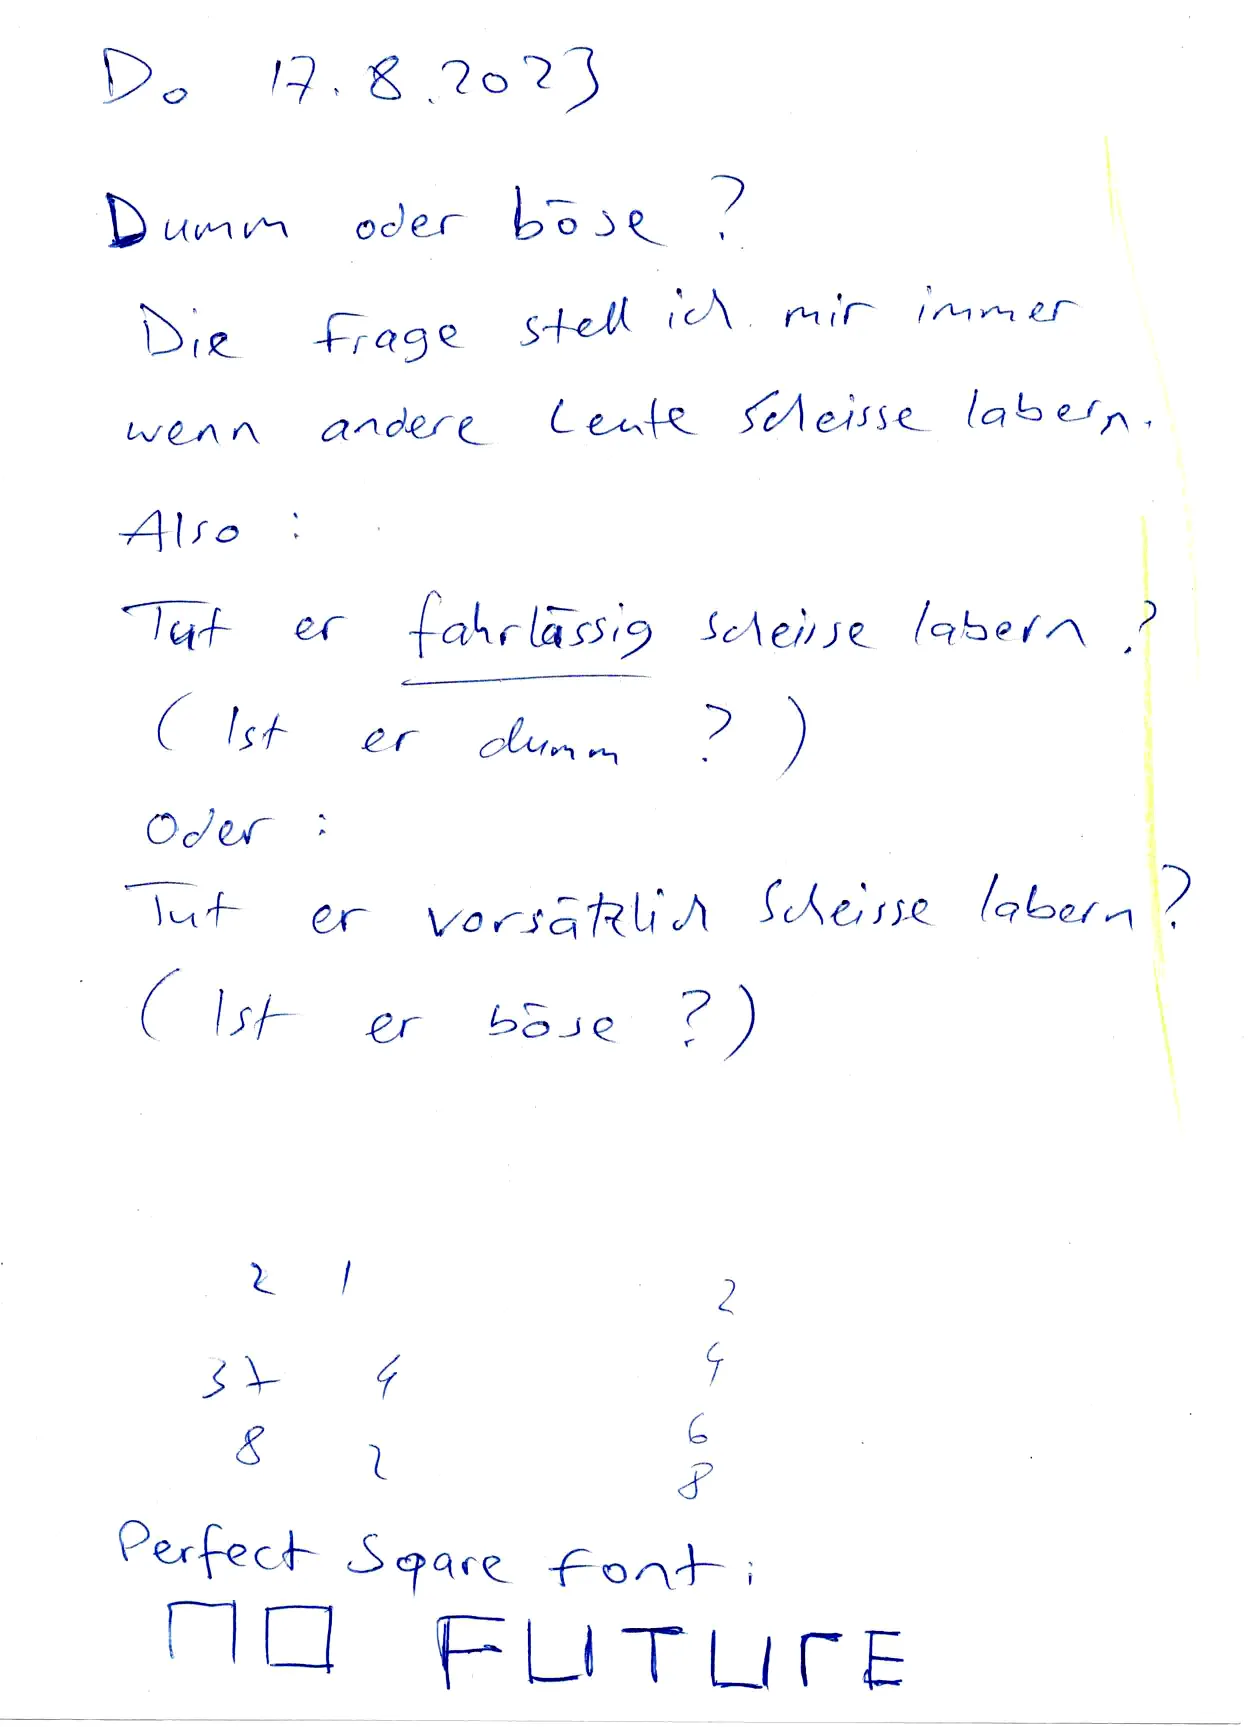 Do 17.8.2023
Dumm oder böse?
Die Frage stell ich mir immer
wenn andere Leute Scheisse labern.
Also :
Tut er fahrlässig scheisse labern?
( Ist er dumm ? )
Oder :
Tut er vorsätzlich Scheisse labern?
( Ist er böse ?)
2 1 2
37 4 4
8 2 6
8
Perfect Sqare font:
NO FUTURE